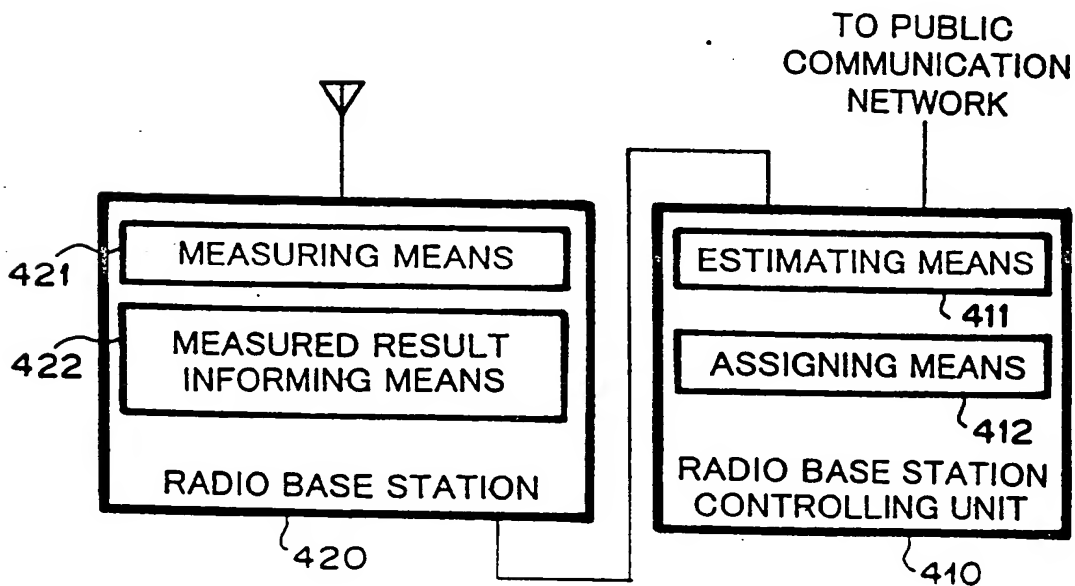 TO PUBLIC
COMMUNICATION
NETWORK
MEASURING MEANS
421
MEASURED RESULT
INFORMING MEANS
422
RADIO BASE STATION
420
ESTIMATING MEANS
411
ASSIGNING MEANS
412
RADIO BASE STATION
CONTROLLING UNIT
410